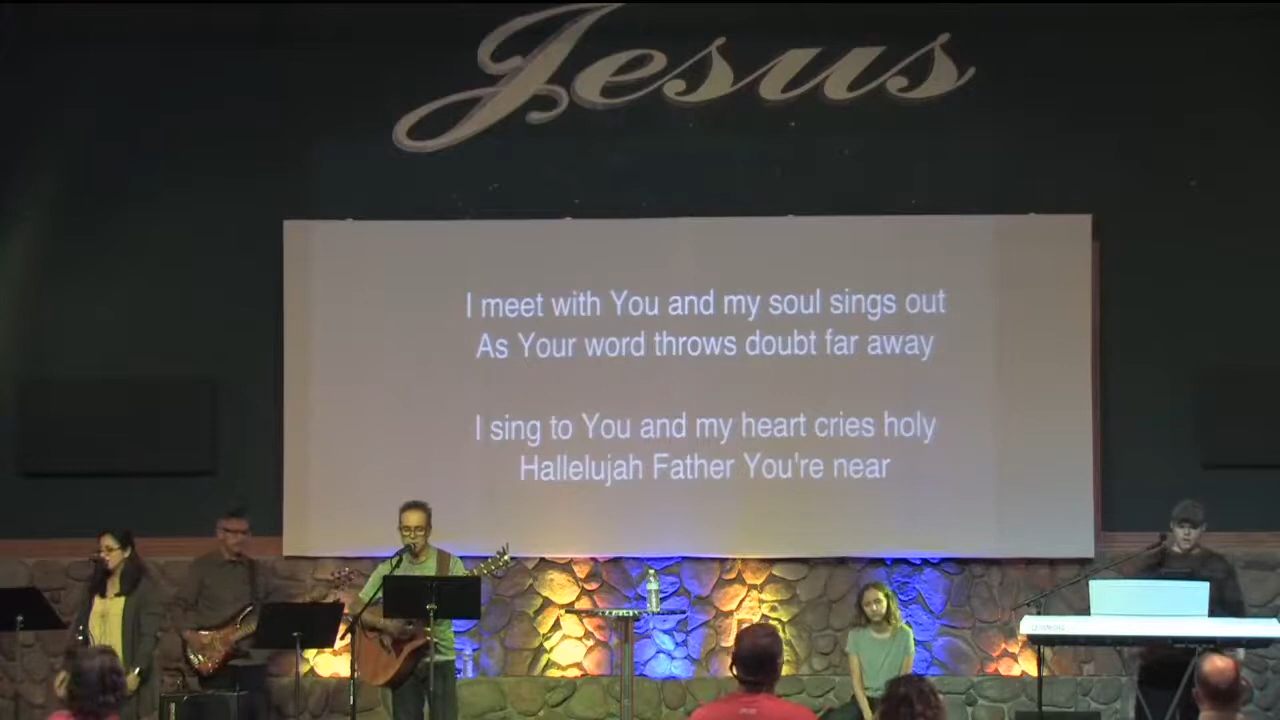 Jesus
I meet with You and my soul sings out
As Your word throws doubt far away
I sing to You and my heart cries holy
Hallelujah Father You're near